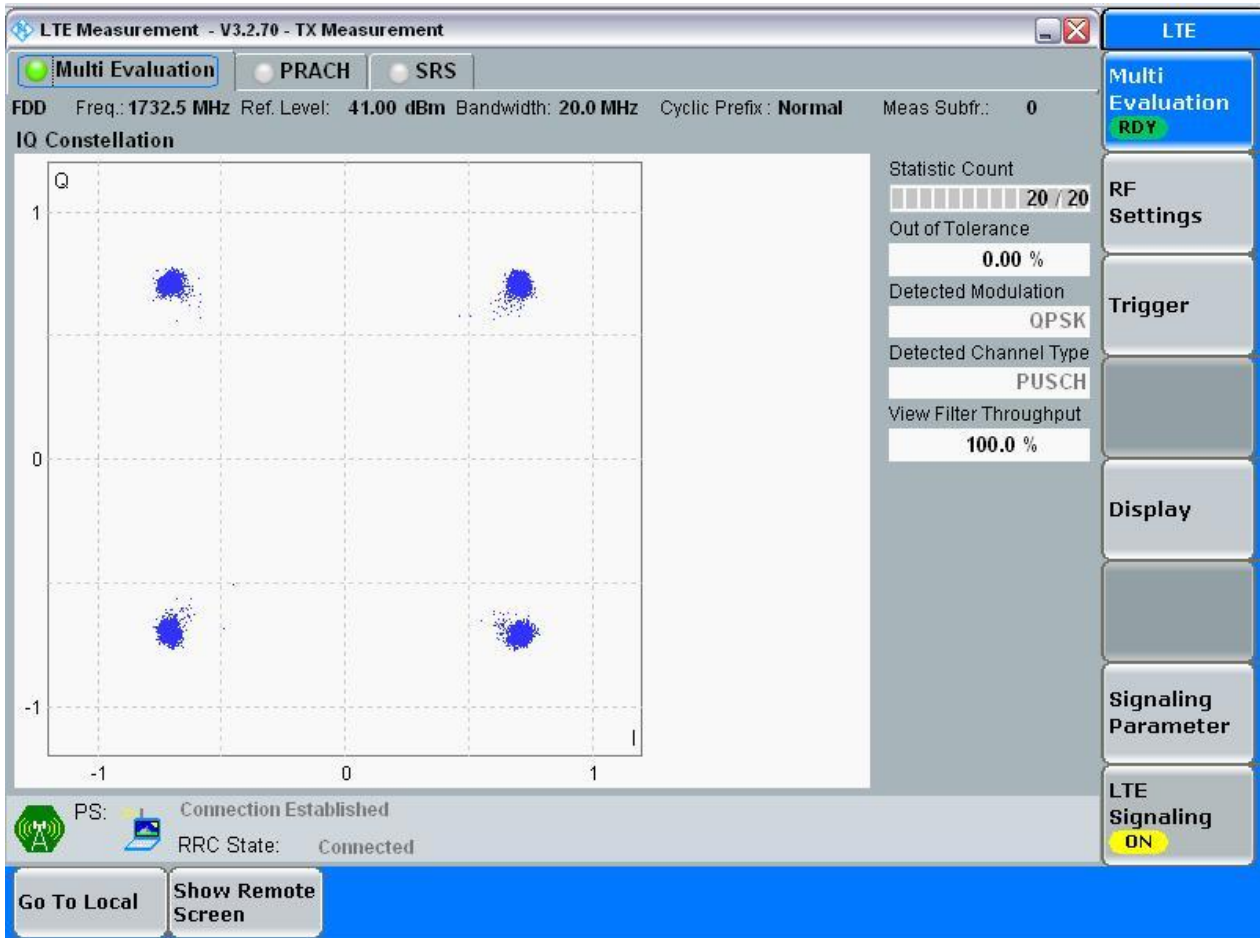 LTE Measurement - V3.2.70 - TX Measurement
LTE
Multi Evaluation PRACH SRS
FDD Freq.: 1732.5 MHz Ref. Level: 41.00 dBm Bandwidth: 20.0 MHz Cyclic Prefix : Normal Meas Subfr.: 0
IQ Constellation
Q
1
0
-1
I
-1 0 1
Statistic Count
20 / 20
Out of Tolerance
0.00 %
Detected Modulation
QPSK
Detected Channel Type
PUSCH
View Filter Throughput
100.0 %
Multi
Evaluation
RDY
RF
Settings
Trigger
Display
Signaling
Parameter
LTE
Signaling
ON
PS: Connection Established
RRC State: Connected
Go To Local
Show Remote
Screen